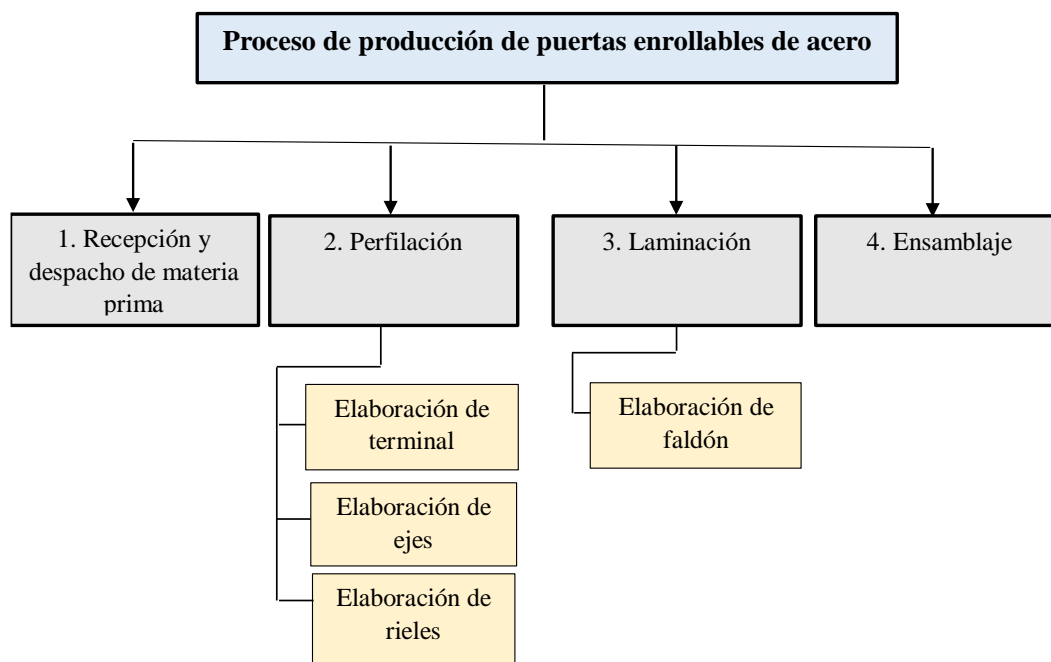 Proceso de producción de puertas enrollables de acero
1. Recepción y
despacho de materia
prima
2. Perfilación
3. Laminación
4. Ensamblaje
Elaboración de
terminal
Elaboración de
faldón
Elaboración de
ejes
Elaboración de
rieles